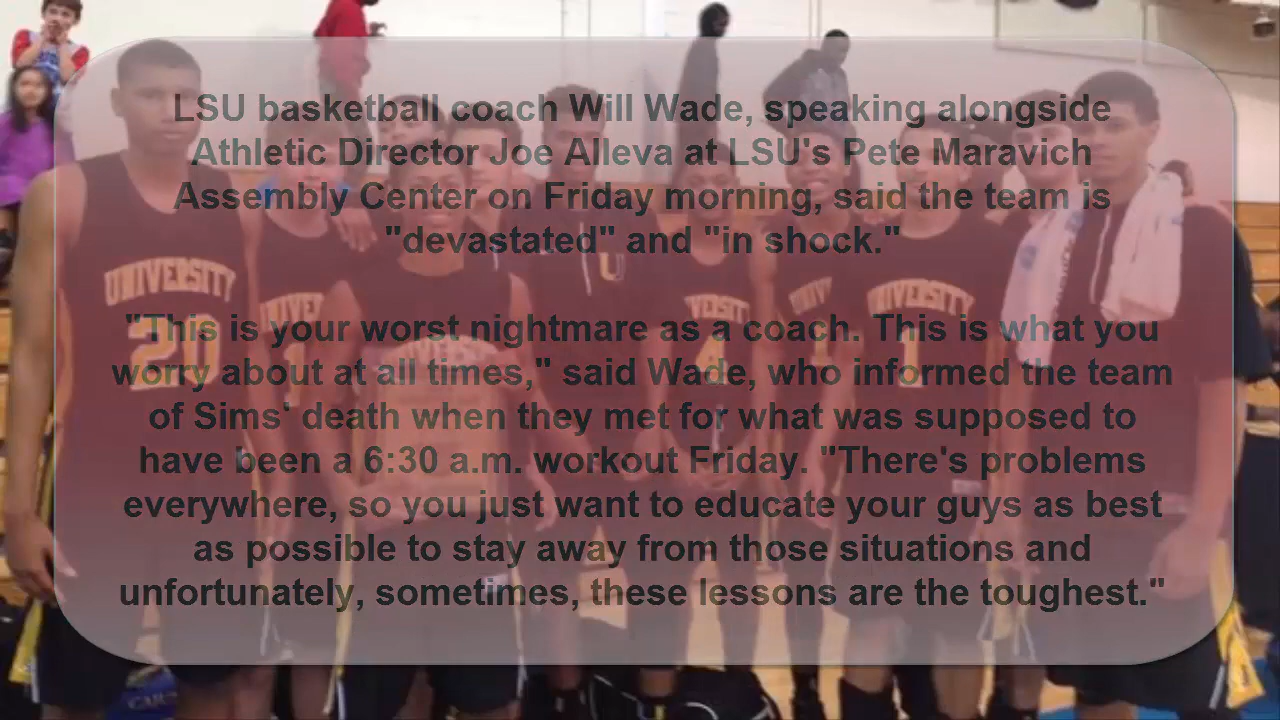 LSU basketball coach Will Wade, speaking alongside
Athletic Director Joe Alleva at LSU's Pete Maravich
Assembly Center on Friday morning, said the team is
"devastated" and "in shock."
"This is your worst nightmare as a coach. This is what you
worry about at all times," said Wade, who informed the team
of Sims' death when they met for what was supposed to
have been a 6:30 a.m. workout Friday. "There's problems
everywhere, so you just want to educate your guys as best
as possible to stay away from those situations and
unfortunately, sometimes, these lessons are the toughest."
UNIVERSITY
20
U
1
UNIVERSITY
1